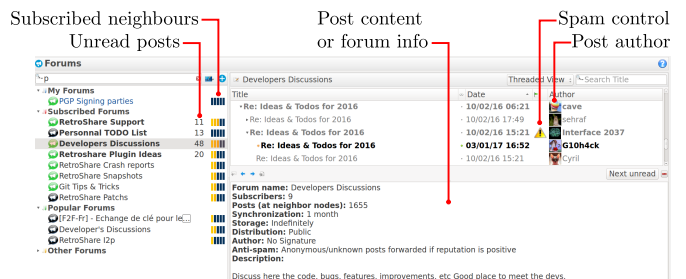 Subscribed neighbours
Post content
Spam control
Unread posts
or forum info
Post author
Forums
p
Developers Discussions
Threaded View
Search Title
My Forums
Title
Date
Author
PGP Signing parties
Re: Ideas & Todos for 2016
10/02/16 06:21
cave
Subscribed Forums
RetroShare Support 11
Re: Ideas & Todos for 2016
10/02/16 17:49
sehraf
Personnal TODO List 13
Re: Ideas & Todos for 2016
10/02/16 15:21
Interface 2037
Developers Discussions 48
Re: Ideas & Todos for 2016
03/01/17 16:52
G10h4ck
Retroshare Plugin Ideas 20
Re: Ideas & Todos for 2016
10/02/16 15:21
Cyril
RetroShare Crash reports
RetroShare Snapshots
Next unread
Git Tips & Tricks
Forum name: Developers Discussions
RetroShare Patchs
Subscribers: 9
Popular Forums
Posts (at neighbor nodes): 1655
[F2F-Fr] - Echange de clé pour le...
Synchronization: 1 month
Developer's Discussions
Storage: Indefinitely
RetroShare I2p
Distribution: Public
Other Forums
Author: No Signature
Anti-spam: Anonymous/unknown posts forwarded if reputation is positive
Description:
Discuss here the code, bugs, features, improvements, etc Good place to meet the devs.